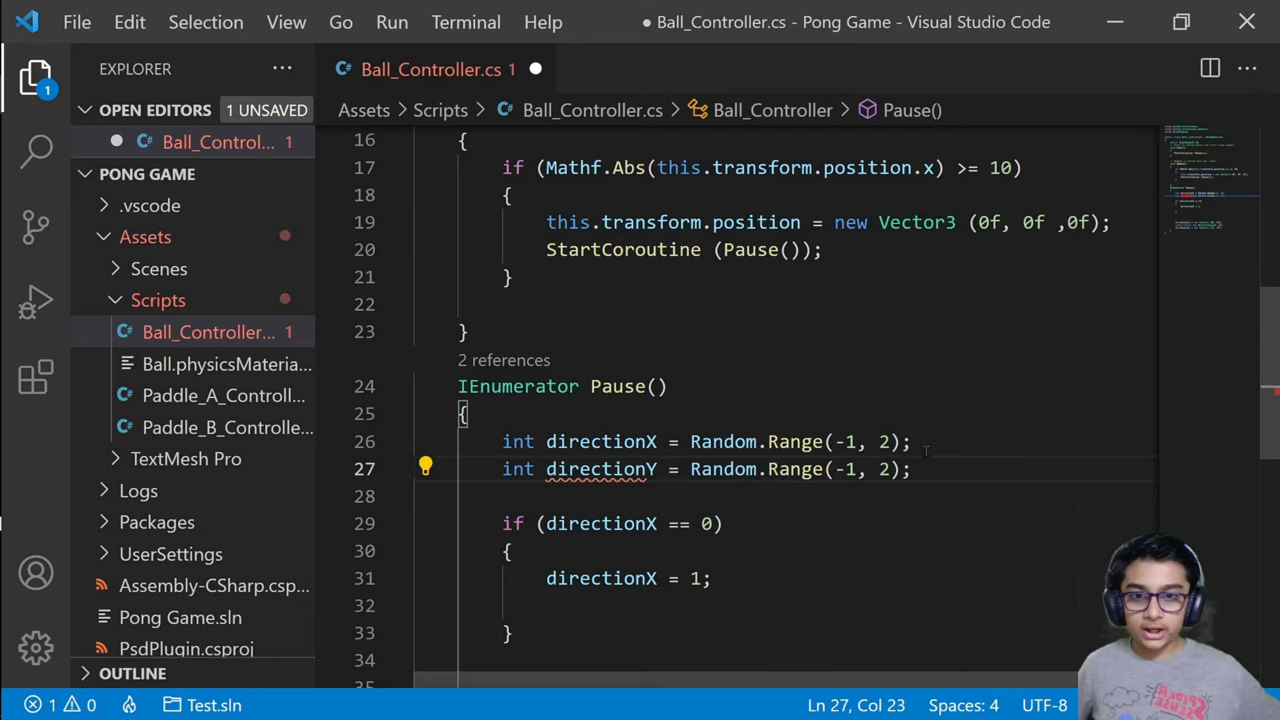 File Edit Selection View Go Run Terminal Help ● Ball_Controller.cs - Pong Game - Visual Studio Code
EXPLORER ···
Ball_Controller.cs 1 ●
OPEN EDITORS 1 UNSAVED
Assets > Scripts > Ball_Controller.cs > Ball_Controller > Pause()
● Ball_Control... 1
PONG GAME
.vscode
Assets
Scenes
Scripts
Ball_Controller... 1
Ball.physicsMateria...
Paddle_A_Controll...
Paddle_B_Controlle...
TextMesh Pro
Logs
Packages
UserSettings
Assembly-CSharp.csp...
Pong Game.sln
PsdPlugin.csproj
OUTLINE
1
16 {
17 if (Mathf.Abs(this.transform.position.x) >= 10)
18 {
19 this.transform.position = new Vector3 (0f, 0f ,0f);
20 StartCoroutine (Pause());
21 }
22
23 }
2 references
24 IEnumerator Pause()
25 {
26 int directionX = Random.Range(-1, 2);
27 int directionY = Random.Range(-1, 2);
28
29 if (directionX == 0)
30 {
31 directionX = 1;
32
33 }
34
35
1 0 Test.sln Ln 27, Col 23 Spaces: 4 UTF-8